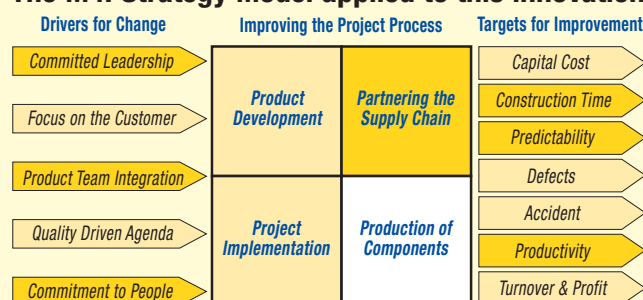 Drivers for Change
Improving the Project Process
Targets for Improvement
Committed Leadership
Focus on the Customer
Product Team Integration
Quality Driven Agenda
Commitment to People
Product
Development
Partnering the
Supply Chain
Project
Implementation
Production of
Components
Capital Cost
Construction Time
Predictability
Defects
Accident
Productivity
Turnover & Profit